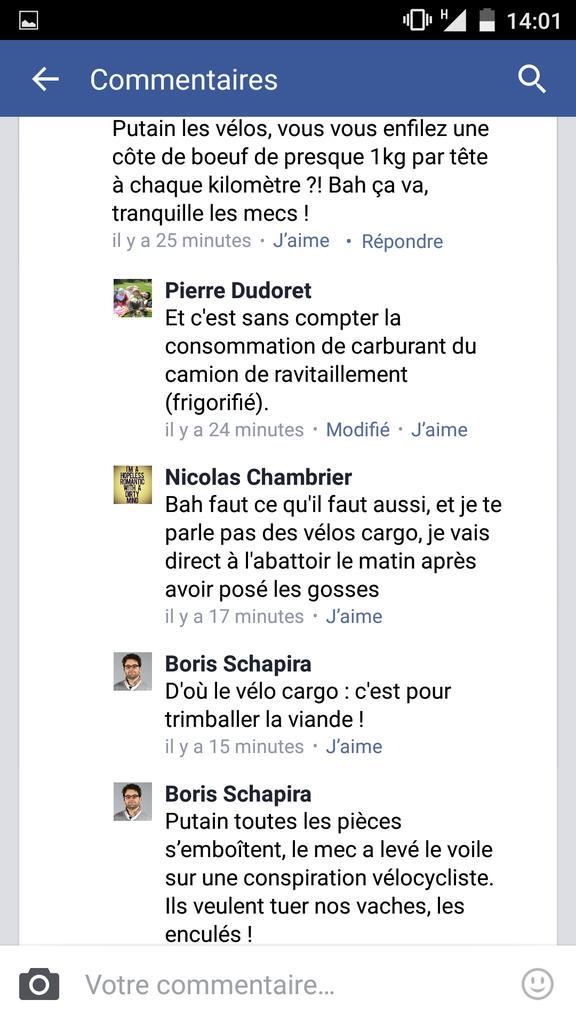 H 14:01
Commentaires
Putain les vélos, vous vous enfilez une
côte de boeuf de presque 1kg par tête
à chaque kilomètre ?! Bah ça va,
tranquille les mecs !
il y a 25 minutes • J'aime • Répondre
Pierre Dudoret
Et c'est sans compter la
consommation de carburant du
camion de ravitaillement
(frigorifié).
il y a 24 minutes • Modifié • J'aime
I'M A
HOPELESS
ROMANTIC
WITH A
DIRTY
MIND
Nicolas Chambrier
Bah faut ce qu'il faut aussi, et je te
parle pas des vélos cargo, je vais
direct à l'abattoir le matin après
avoir posé les gosses
il y a 17 minutes • J'aime
Boris Schapira
D'où le vélo cargo : c'est pour
trimballer la viande !
il y a 15 minutes • J'aime
Boris Schapira
Putain toutes les pièces
s’emboîtent, le mec a levé le voile
sur une conspiration vélocycliste.
Ils veulent tuer nos vaches, les
enculés !
Votre commentaire…